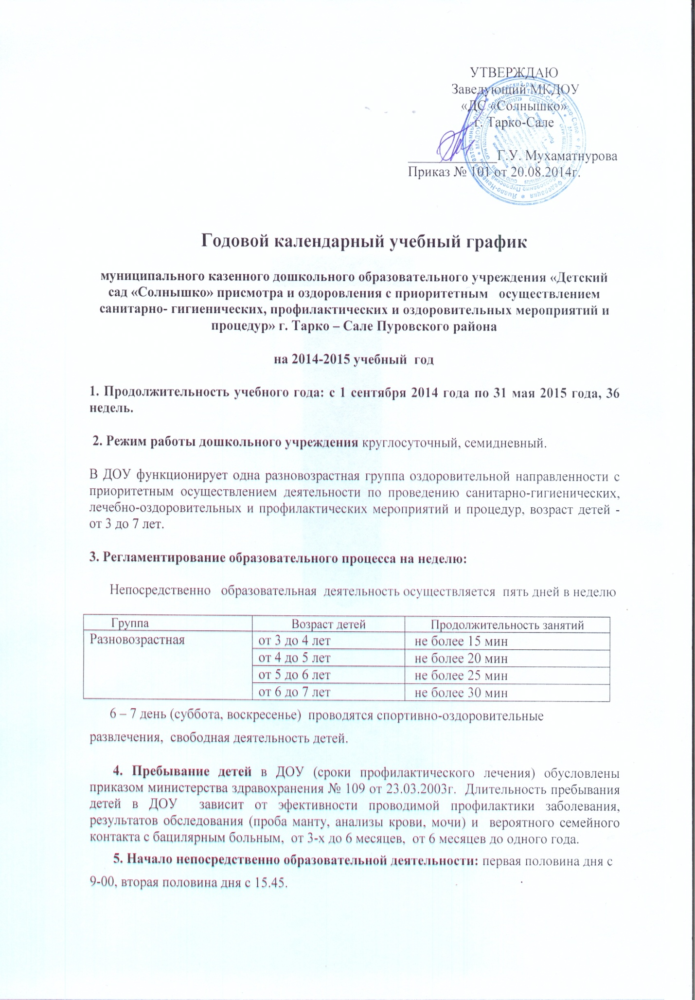 УТВЕРЖДАЮ
Заведующий МКДОУ
«ДС «Солнышко»
г. Тарко-Сале
_____________Г.У. Мухаматнурова
Приказ № 101 от 20.08.2014г.
Годовой календарный учебный график
муниципального казенного дошкольного образовательного учреждения «Детский
сад «Солнышко» присмотра и оздоровления с приоритетным осуществлением
санитарно- гигиенических, профилактических и оздоровительных мероприятий и
процедур» г. Тарко – Сале Пуровского района
на 2014-2015 учебный год
1. Продолжительность учебного года: с 1 сентября 2014 года по 31 мая 2015 года, 36
недель.
2. Режим работы дошкольного учреждения круглосуточный, семидневный.
В ДОУ функционирует одна разновозрастная группа оздоровительной направленности с
приоритетным осуществлением деятельности по проведению санитарно-гигиенических,
лечебно-оздоровительных и профилактических мероприятий и процедур, возраст детей -
от 3 до 7 лет.
3. Регламентирование образовательного процесса на неделю:
Непосредственно образовательная деятельность осуществляется пять дней в неделю
Группа Возраст детей Продолжительность занятий
Разновозрастная от 3 до 4 лет не более 15 мин
от 4 до 5 лет не более 20 мин
от 5 до 6 лет не более 25 мин
от 6 до 7 лет не более 30 мин
6 – 7 день (суббота, воскресенье) проводятся спортивно-оздоровительные
развлечения, свободная деятельность детей.
4. Пребывание детей в ДОУ (сроки профилактического лечения) обусловлены
приказом министерства здравохранения № 109 от 23.03.2003г. Длительность пребывания
детей в ДОУ зависит от эфективности проводимой профилактики заболевания,
результатов обследования (проба манту, анализы крови, мочи) и вероятного семейного
контакта с бацилярным больным, от 3-х до 6 месяцев, от 6 месяцев до одного года.
5. Начало непосредственно образовательной деятельности: первая половина дня с
9-00, вторая половина дня с 15.45.